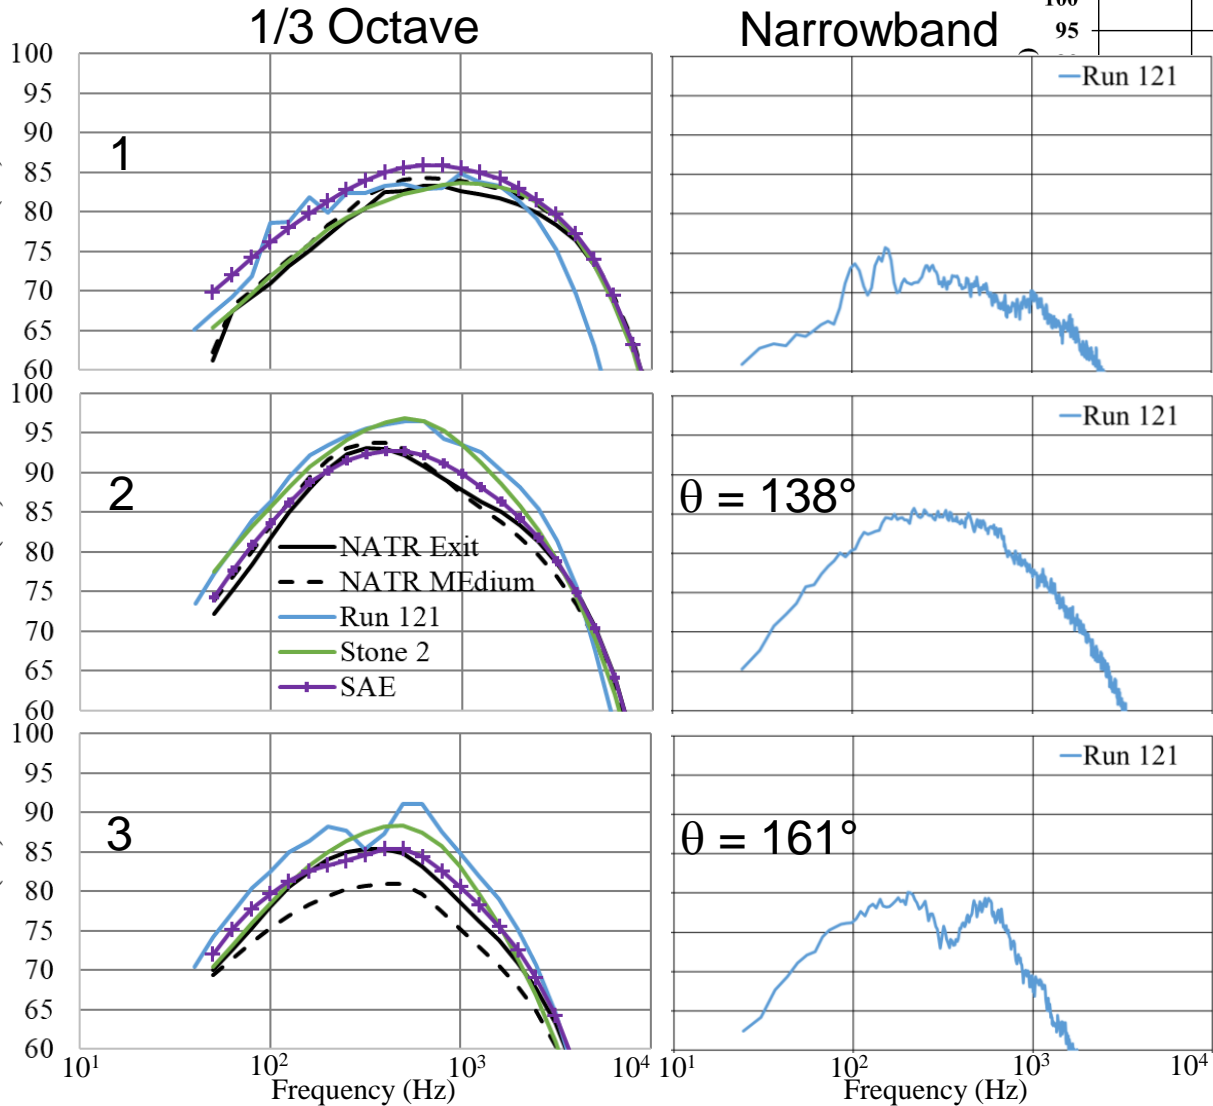 1/3 Octave
Narrowband
95
100
95
90
85
80
75
70
65
60
1
Run 121
100
95
90
85
80
75
70
65
60
2
NATR Exit
NATR MEdium
Run 121
Stone 2
SAE
Run 121
θ = 138°
100
95
90
85
80
75
70
65
60
3
10¹
10²
10³
10⁴
Frequency (Hz)
Run 121
θ = 161°
10¹
10²
10³
10⁴
Frequency (Hz)